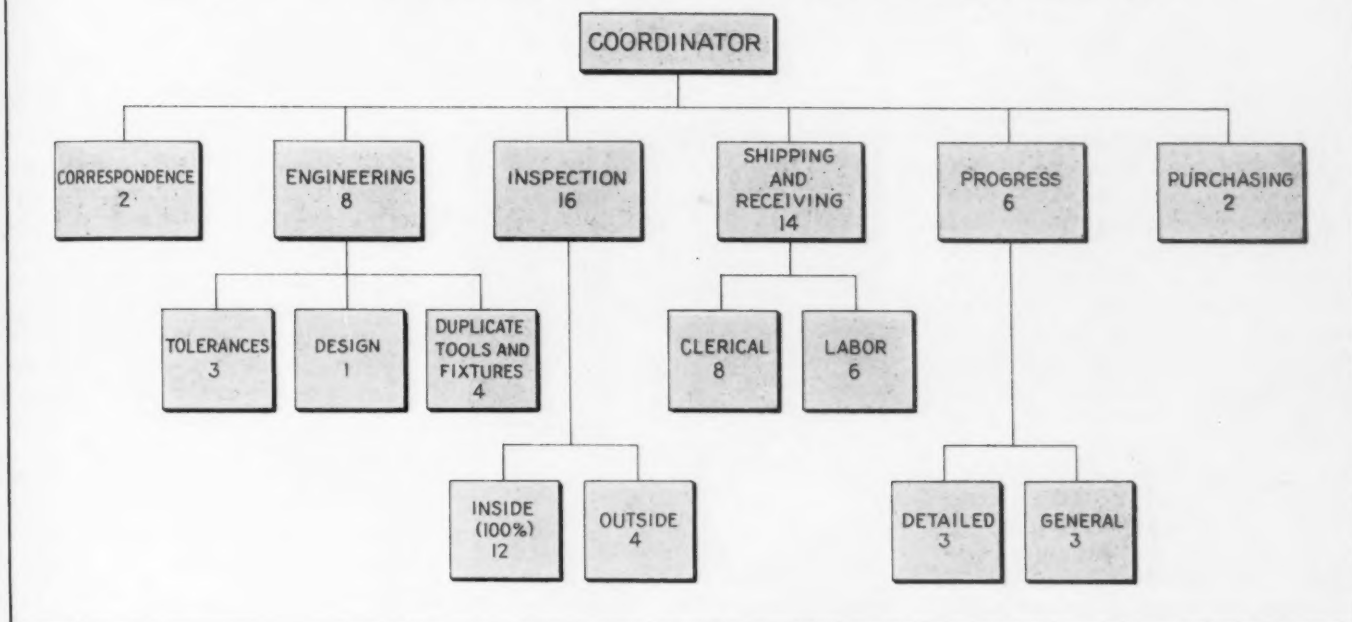 COORDINATOR
CORRESPONDENCE
2
ENGINEERING
8
INSPECTION
16
SHIPPING
AND
RECEIVING
14
PROGRESS
6
PURCHASING
2
TOLERANCES
3
DESIGN
1
DUPLICATE
TOOLS AND
FIXTURES
4
CLERICAL
8
LABOR
6
INSIDE
(100%)
12
OUTSIDE
4
DETAILED
3
GENERAL
3